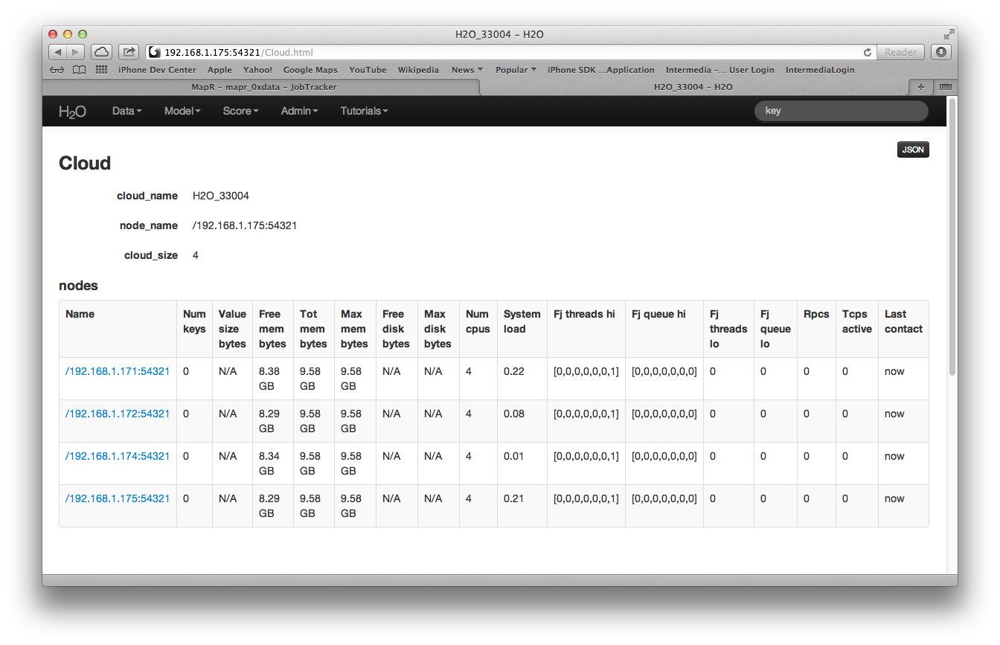 H2O_33004 – H2O
192.168.1.175:54321/Cloud.html Reader
iPhone Dev Center Apple Yahoo! Google Maps YouTube Wikipedia News Popular iPhone SDK ...Application Intermedia –... User Login IntermediaLogin
MapR – mapr_0xdata – JobTracker H2O_33004 – H2O
H2O Data Model Score Admin Tutorials key
JSON
Cloud
cloud_name H2O_33004
node_name /192.168.1.175:54321
cloud_size 4
nodes
Name Num keys Value size bytes Free mem bytes Tot mem bytes Max mem bytes Free disk bytes Max disk bytes Num cpus System load Fj threads hi Fj queue hi Fj threads lo Fj queue lo Rpcs Tcps active Last contact
/192.168.1.171:54321 0 N/A 8.38 GB 9.58 GB 9.58 GB N/A N/A 4 0.22 [0,0,0,0,0,0,1] [0,0,0,0,0,0,0] 0 0 0 0 now
/192.168.1.172:54321 0 N/A 8.29 GB 9.58 GB 9.58 GB N/A N/A 4 0.08 [0,0,0,0,0,0,1] [0,0,0,0,0,0,0] 0 0 0 0 now
/192.168.1.174:54321 0 N/A 8.34 GB 9.58 GB 9.58 GB N/A N/A 4 0.01 [0,0,0,0,0,0,1] [0,0,0,0,0,0,0] 0 0 0 0 now
/192.168.1.175:54321 0 N/A 8.29 GB 9.58 GB 9.58 GB N/A N/A 4 0.21 [0,0,0,0,0,0,1] [0,0,0,0,0,0,0] 0 0 0 0 now